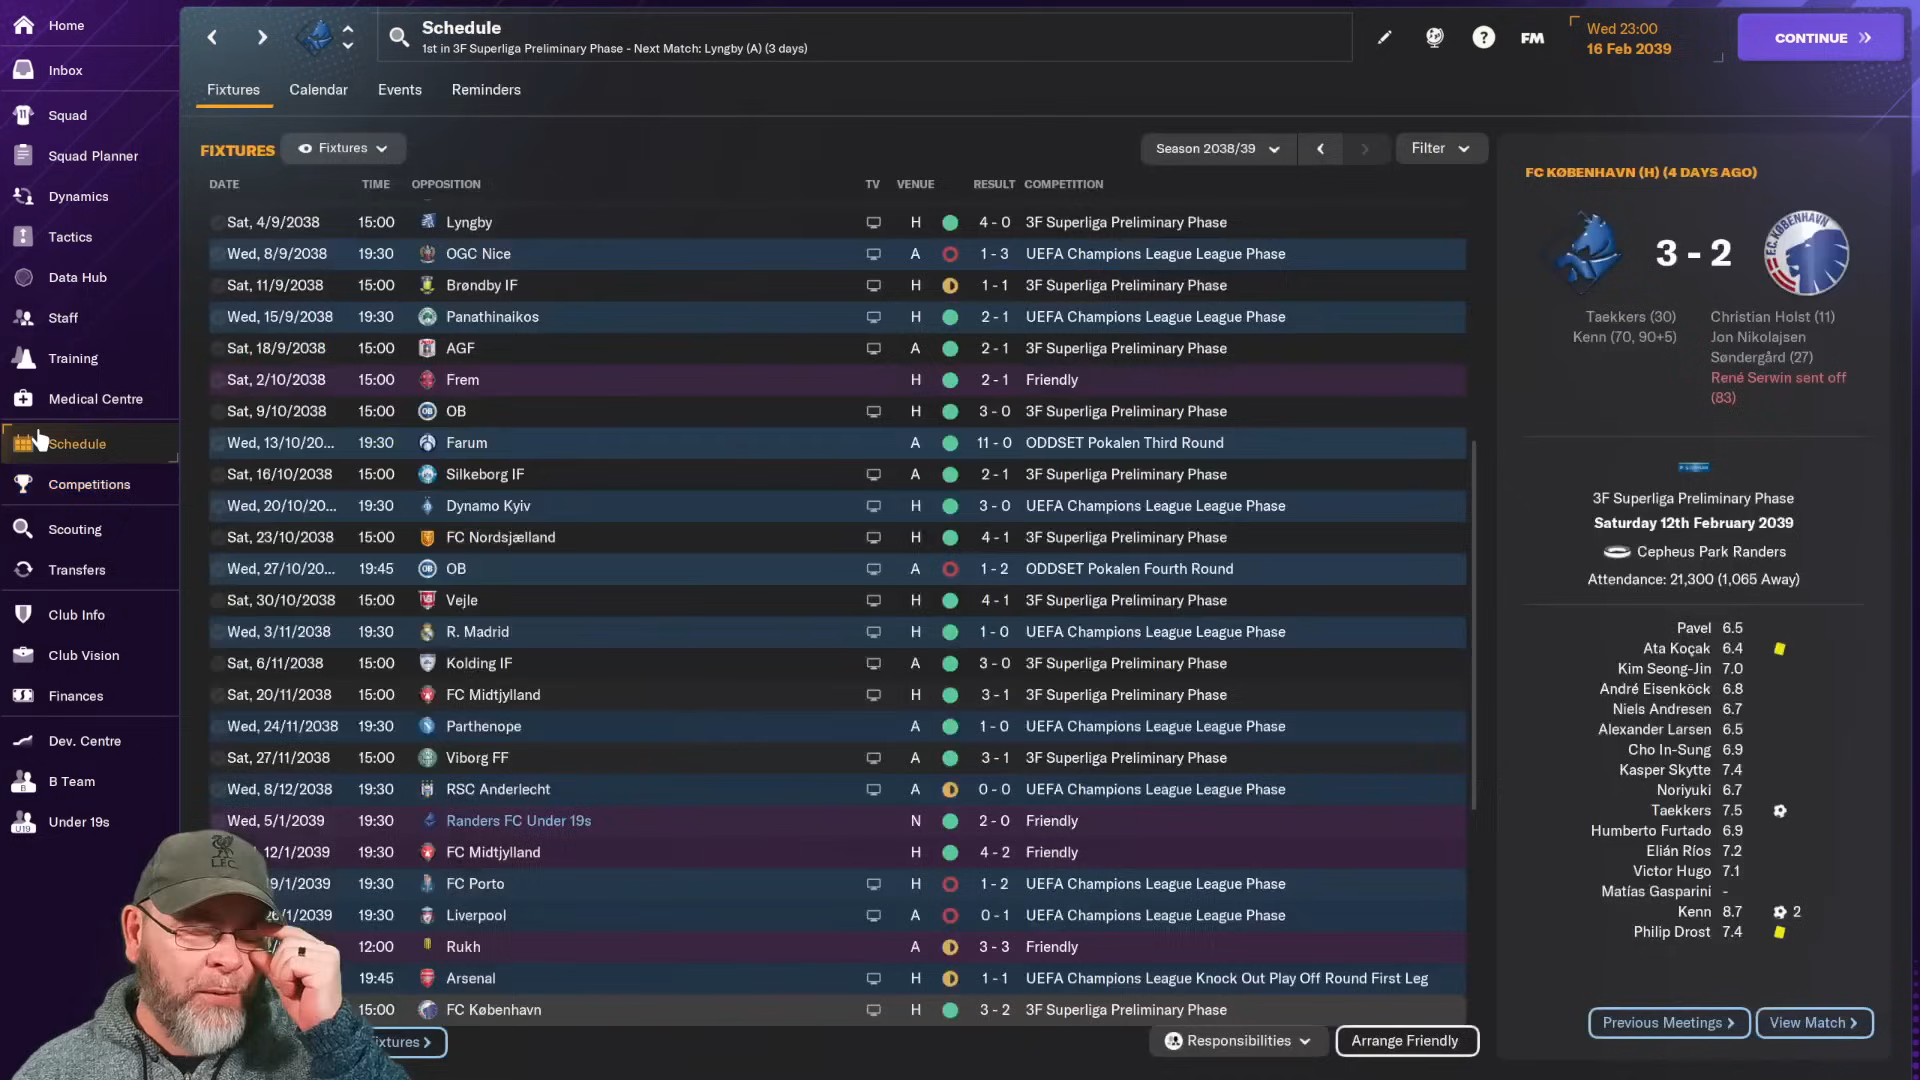 Home
Inbox
Squad
Squad Planner
Dynamics
Tactics
Data Hub
Staff
Training
Medical Centre
Schedule
Competitions
Scouting
Transfers
Club Info
Club Vision
Finances
Dev. Centre
B Team
Under 19s
Schedule
1st in 3F Superliga Preliminary Phase - Next Match: Lyngby (A) (3 days)
FM
Wed 23:00
16 Feb 2039
CONTINUE
Fixtures Calendar Events Reminders
FIXTURES Fixtures Season 2038/39 Filter
DATE TIME OPPOSITION TV VENUE RESULT COMPETITION
Sat, 4/9/2038 15:00 Lyngby H 4 - 0 3F Superliga Preliminary Phase
Wed, 8/9/2038 19:30 OGC Nice A 1 - 3 UEFA Champions League League Phase
Sat, 11/9/2038 15:00 Brøndby IF H 1 - 1 3F Superliga Preliminary Phase
Wed, 15/9/2038 19:30 Panathinaikos H 2 - 1 UEFA Champions League League Phase
Sat, 18/9/2038 15:00 AGF A 2 - 1 3F Superliga Preliminary Phase
Sat, 2/10/2038 15:00 Frem H 2 - 1 Friendly
Sat, 9/10/2038 15:00 OB H 3 - 0 3F Superliga Preliminary Phase
Wed, 13/10/20... 19:30 Farum A 11 - 0 ODDSET Pokalen Third Round
Sat, 16/10/2038 15:00 Silkeborg IF A 2 - 1 3F Superliga Preliminary Phase
Wed, 20/10/20... 19:30 Dynamo Kyiv H 3 - 0 UEFA Champions League League Phase
Sat, 23/10/2038 15:00 FC Nordsjælland H 4 - 1 3F Superliga Preliminary Phase
Wed, 27/10/20... 19:45 OB A 1 - 2 ODDSET Pokalen Fourth Round
Sat, 30/10/2038 15:00 Vejle H 4 - 1 3F Superliga Preliminary Phase
Wed, 3/11/2038 19:30 R. Madrid H 1 - 0 UEFA Champions League League Phase
Sat, 6/11/2038 15:00 Kolding IF A 3 - 0 3F Superliga Preliminary Phase
Sat, 20/11/2038 15:00 FC Midtjylland H 3 - 1 3F Superliga Preliminary Phase
Wed, 24/11/2038 19:30 Parthenope A 1 - 0 UEFA Champions League League Phase
Sat, 27/11/2038 15:00 Viborg FF A 3 - 1 3F Superliga Preliminary Phase
Wed, 8/12/2038 19:30 RSC Anderlecht A 0 - 0 UEFA Champions League League Phase
Wed, 5/1/2039 19:30 Randers FC Under 19s N 2 - 0 Friendly
12/1/2039 19:30 FC Midtjylland H 4 - 2 Friendly
9/1/2039 19:30 FC Porto H 1 - 2 UEFA Champions League League Phase
/1/2039 19:30 Liverpool A 0 - 1 UEFA Champions League League Phase
12:00 Rukh A 3 - 3 Friendly
19:45 Arsenal H 1 - 1 UEFA Champions League Knock Out Play Off Round First Leg
15:00 FC København H 3 - 2 3F Superliga Preliminary Phase
ixtures Responsibilities Arrange Friendly
FC KØBENHAVN (H) (4 DAYS AGO)
3 - 2
F.C. KØBENHAVN
Taekkers (30)
Kenn (70, 90+5)
Christian Holst (11)
Jon Nikolajsen
Søndergård (27)
René Serwin sent off
(83)
3F Superliga Preliminary Phase
Saturday 12th February 2039
Cepheus Park Randers
Attendance: 21,300 (1,065 Away)
Pavel 6.5
Ata Koçak 6.4
Kim Seong-Jin 7.0
André Eisenköck 6.8
Niels Andresen 6.7
Alexander Larsen 6.5
Cho In-Sung 6.9
Kasper Skytte 7.4
Noriyuki 6.7
Taekkers 7.5
Humberto Furtado 6.9
Elián Ríos 7.2
Victor Hugo 7.1
Matías Gasparini -
Kenn 8.7 2
Philip Drost 7.4
Previous Meetings View Match
L.F.C.